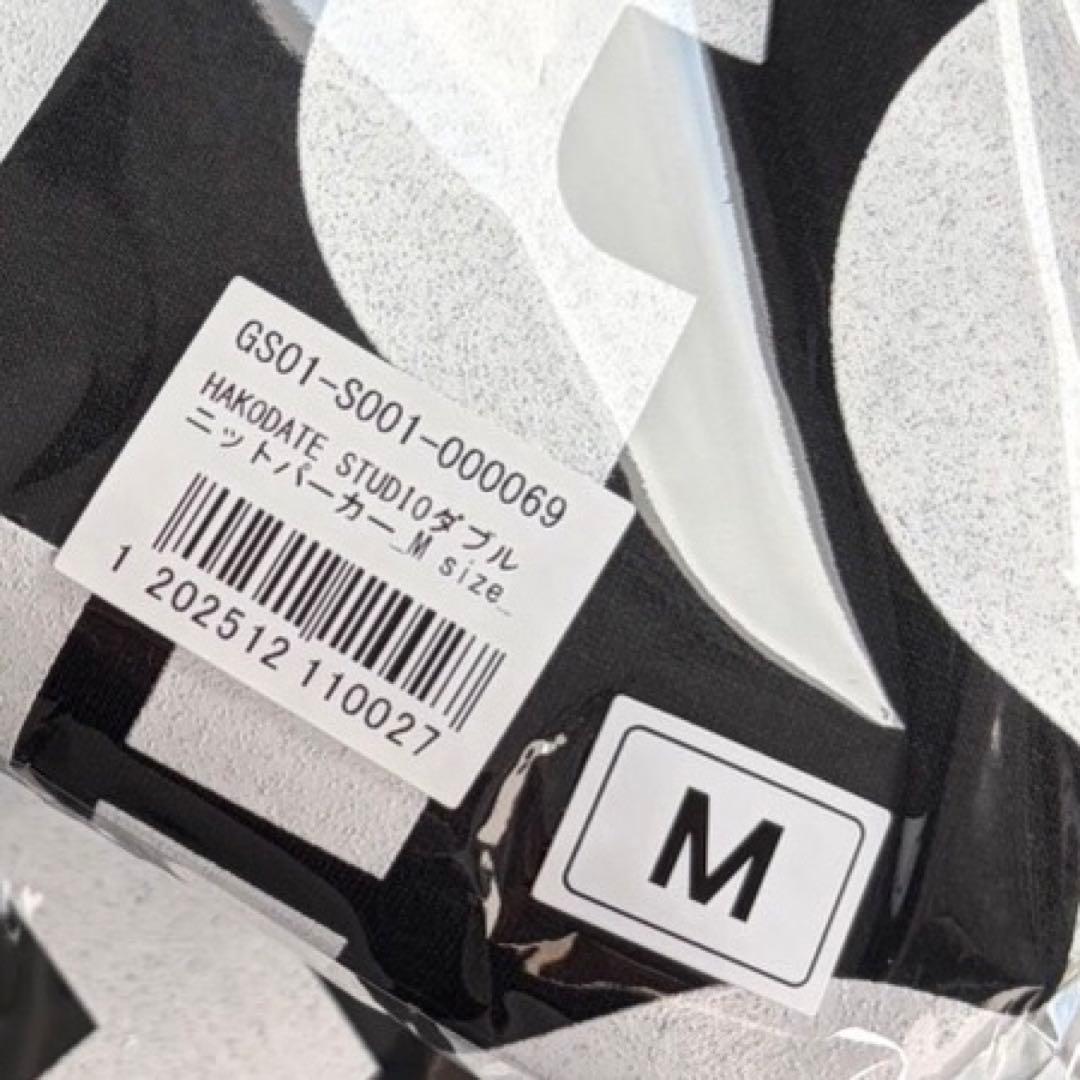 GS01-S001-000069
HAKODATE STUDIOダブル
ニットパーカー_M size_
1 202512 110027
M